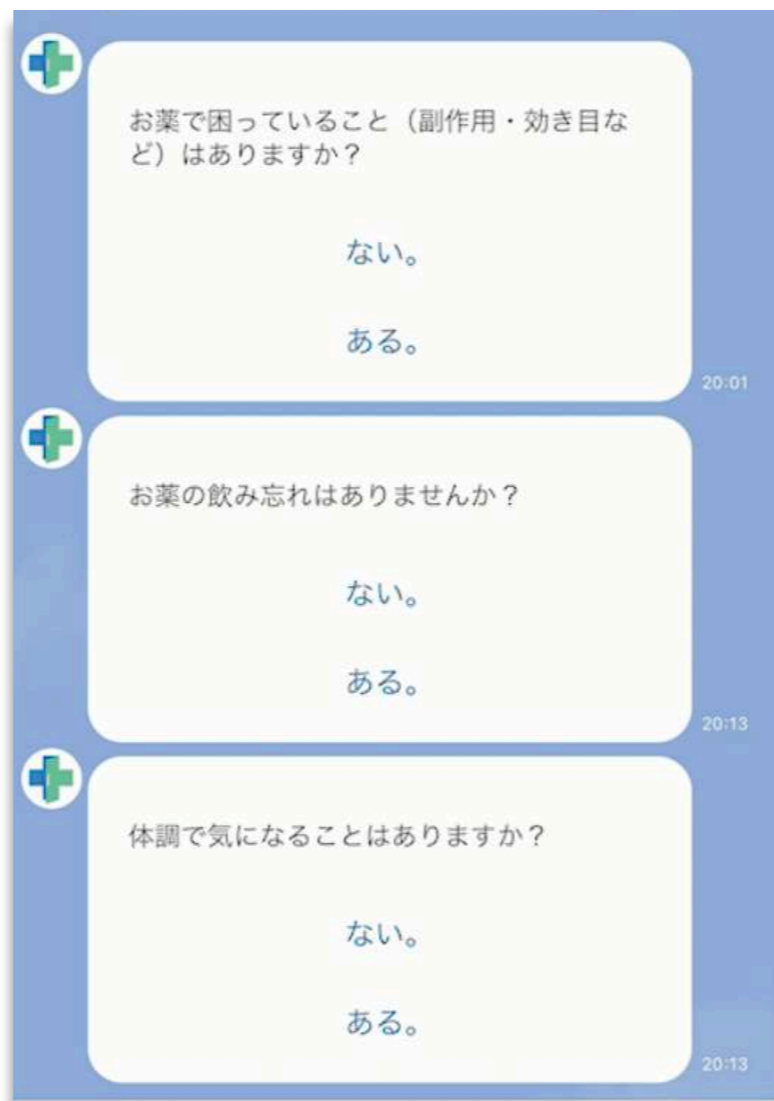 お薬で困っていること（副作用・効き目な
ど）はありますか？
ない。
ある。
20:01
お薬の飲み忘れはありませんか？
ない。
ある。
20:13
体調で気になることはありますか？
ない。
ある。
20:13